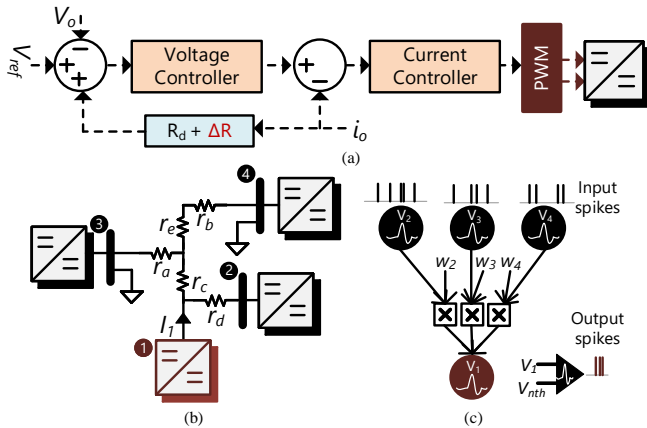 V_o
V_ref
Voltage Controller
Current Controller
PWM
R_d + ΔR
i_o
(a)
4
r_b
r_e
3
r_a
r_c
2
r_d
I_1
1
(b)
Input spikes
V_2
V_3
V_4
w_2
w_3
w_4
Output spikes
V_1
V_1
V_nth
(c)